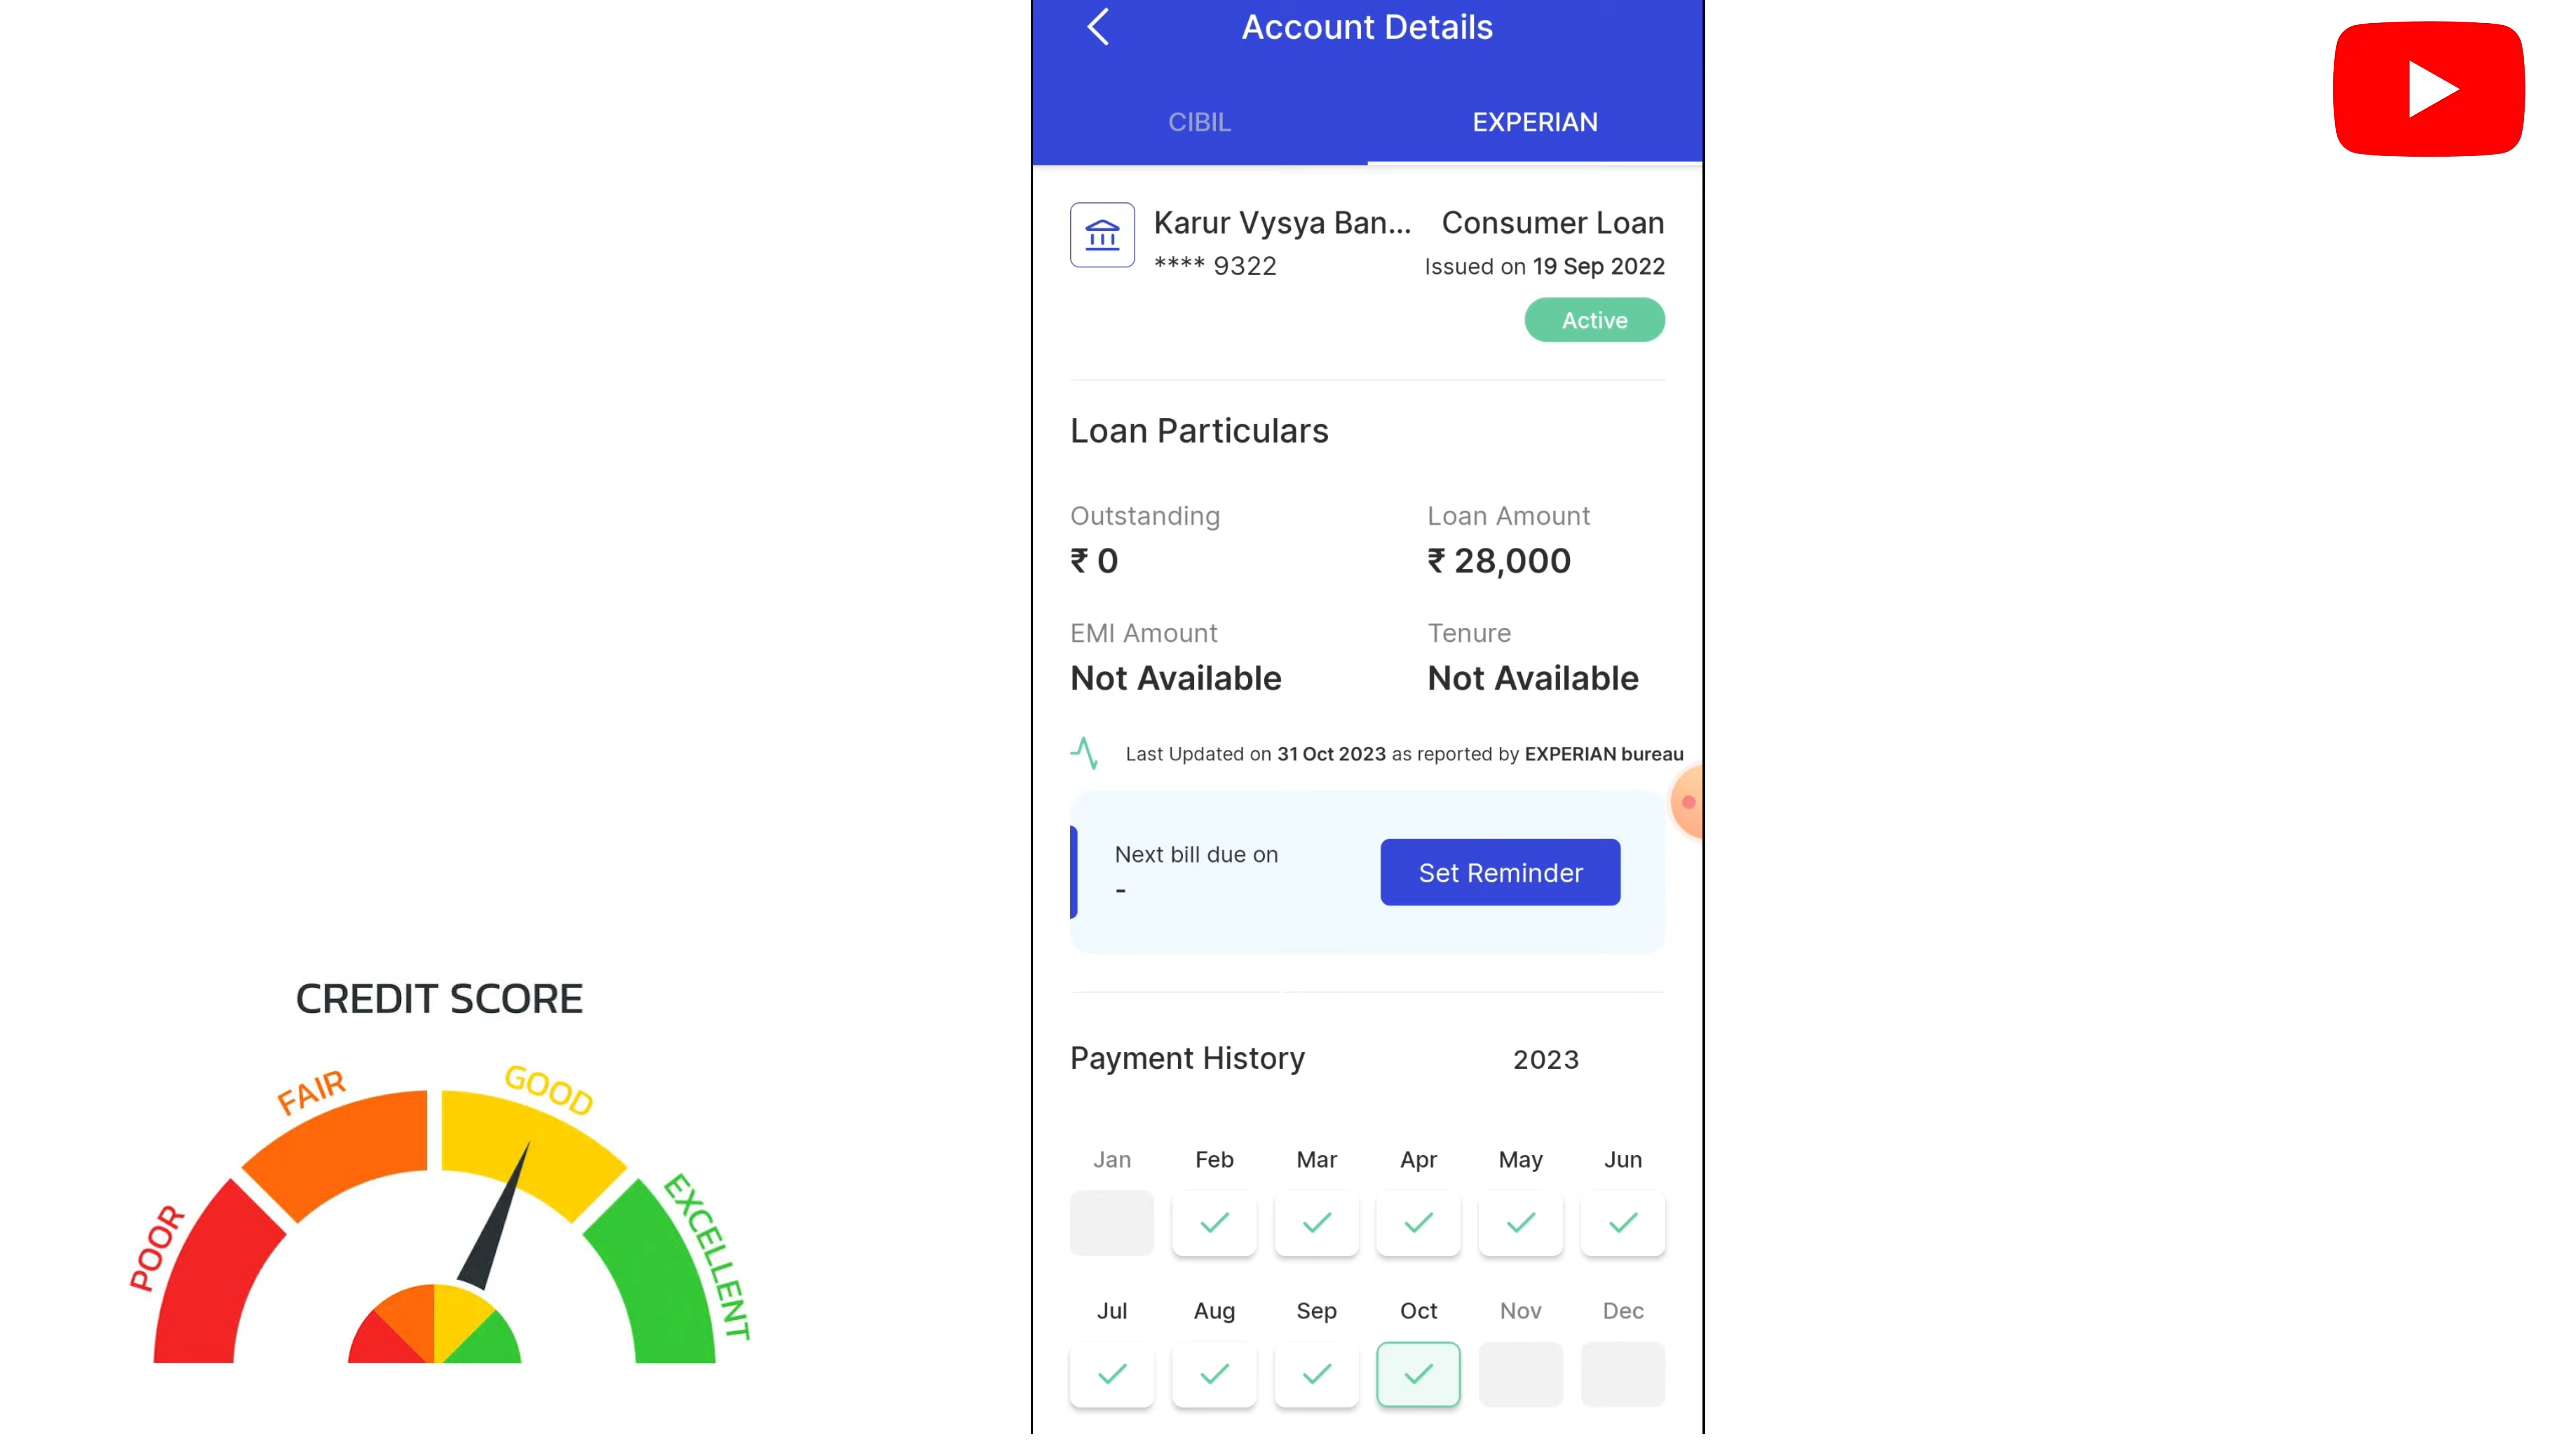 Account Details
CIBIL
EXPERIAN
Karur Vysya Ban...
Consumer Loan
**** 9322
Issued on 19 Sep 2022
Active
Loan Particulars
Outstanding
Loan Amount
₹ 0
₹ 28,000
EMI Amount
Tenure
Not Available
Not Available
Last Updated on 31 Oct 2023 as reported by EXPERIAN bureau
Next bill due on
-
Set Reminder
Payment History
2023
Jan Feb Mar Apr May Jun
Jul Aug Sep Oct Nov Dec
CREDIT SCORE
POOR
FAIR
GOOD
EXCELLENT